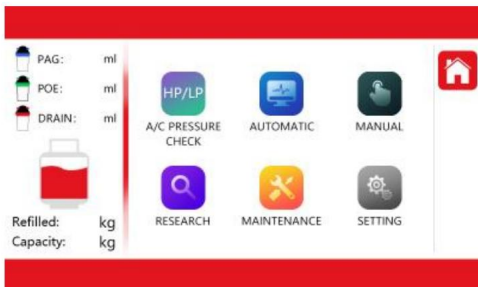 PAG: ml
POE: ml
DRAIN: ml
Refilled: kg
Capacity: kg
HP/LP
A/C PRESSURE
CHECK
AUTOMATIC
MANUAL
RESEARCH
MAINTENANCE
SETTING